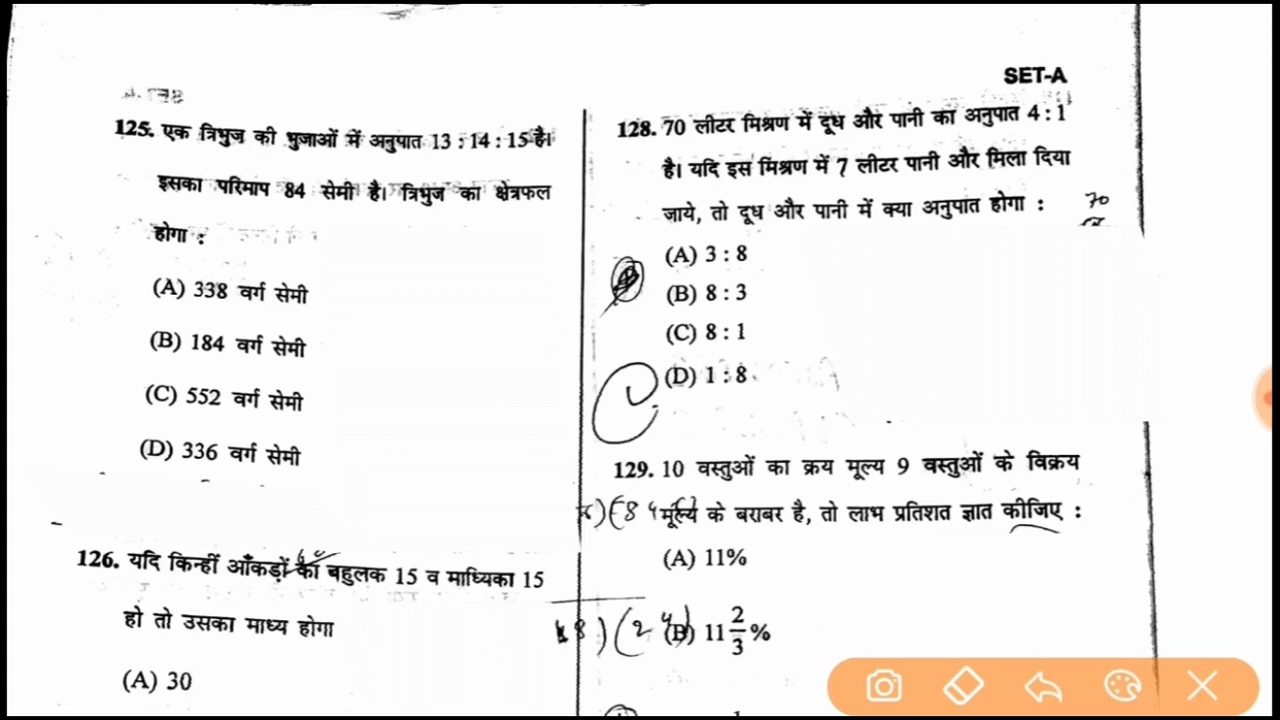 SET-A
125. एक त्रिभुज की भुजाओं में अनुपात 13 : 14 : 15 है।
इसका परिमाप 84 सेमी है। त्रिभुज का क्षेत्रफल
होगा :
(A) 338 वर्ग सेमी
(B) 184 वर्ग सेमी
(C) 552 वर्ग सेमी
(D) 336 वर्ग सेमी
126. यदि किन्हीं आँकड़ों का बहुलक 15 व माध्यिका 15
हो तो उसका माध्य होगा
(A) 30
128. 70 लीटर मिश्रण में दूध और पानी का अनुपात 4 : 1
है। यदि इस मिश्रण में 7 लीटर पानी और मिला दिया
जाये, तो दूध और पानी में क्या अनुपात होगा :
70
(A) 3 : 8
(B) 8 : 3
(C) 8 : 1
(D) 1 : 8
129. 10 वस्तुओं का क्रय मूल्य 9 वस्तुओं के विक्रय
मूल्य के बराबर है, तो लाभ प्रतिशत ज्ञात कीजिए :
(A) 11%
(B) 11 2/3 %